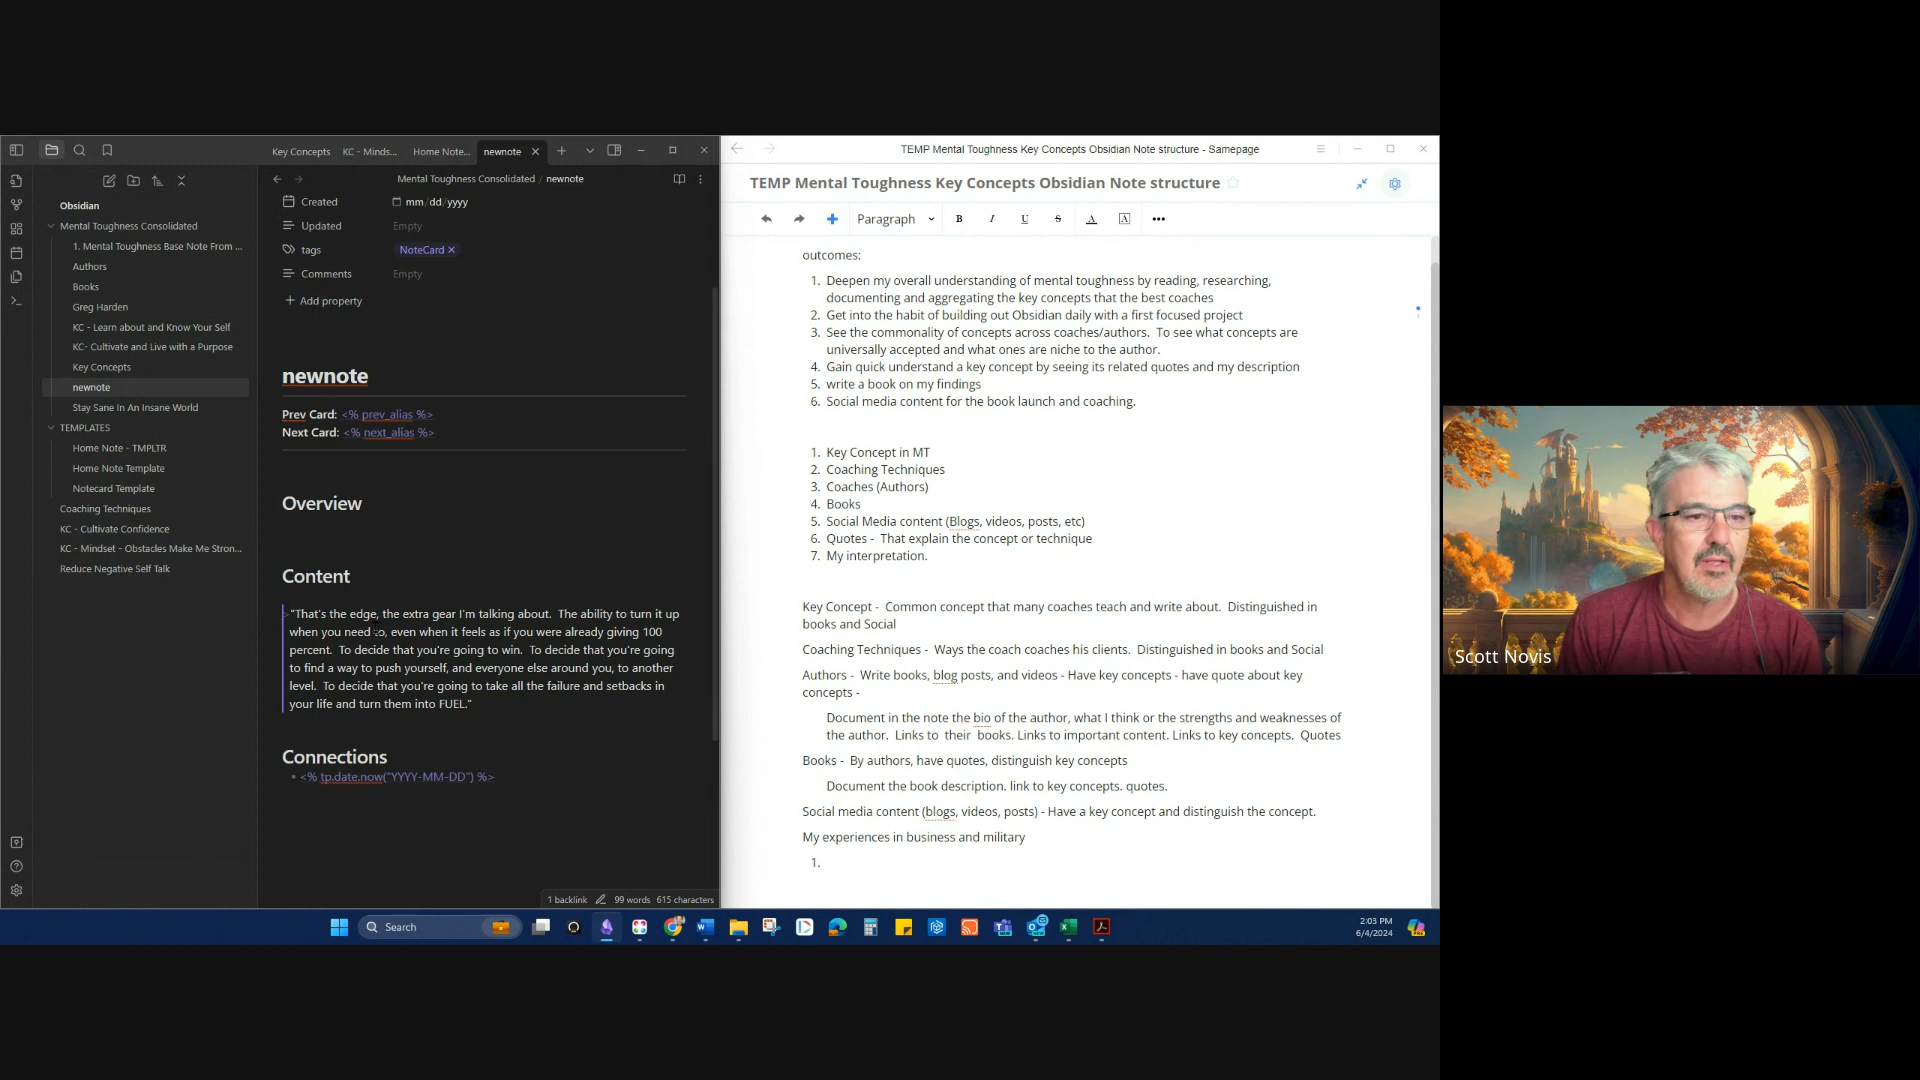 Key Concepts
KC - Minds...
Home Note...
newnote
Mental Toughness Consolidated / newnote
Obsidian
Mental Toughness Consolidated
1. Mental Toughness Base Note From ...
Authors
Books
Greg Harden
KC - Learn about and Know Your Self
KC- Cultivate and Live with a Purpose
Key Concepts
newnote
Stay Sane In An Insane World
TEMPLATES
Home Note - TMPLTR
Home Note Template
Notecard Template
Coaching Techniques
KC - Cultivate Confidence
KC - Mindset - Obstacles Make Me Stron...
Reduce Negative Self Talk
Created mm/dd/yyyy
Updated Empty
tags NoteCard
Comments Empty
+ Add property
newnote
Prev Card: <% prev_alias %>
Next Card: <% next_alias %>
Overview
Content
"That's the edge, the extra gear I'm talking about. The ability to turn it up
when you need to, even when it feels as if you were already giving 100
percent. To decide that you're going to win. To decide that you're going
to find a way to push yourself, and everyone else around you, to another
level. To decide that you're going to take all the failure and setbacks in
your life and turn them into FUEL."
Connections
<% tp.date.now("YYYY-MM-DD") %>
1 backlink 99 words 615 characters
TEMP Mental Toughness Key Concepts Obsidian Note structure - Samepage
TEMP Mental Toughness Key Concepts Obsidian Note structure
Paragraph B I U S A A
outcomes:
1. Deepen my overall understanding of mental toughness by reading, researching,
documenting and aggregating the key concepts that the best coaches
2. Get into the habit of building out Obsidian daily with a first focused project
3. See the commonality of concepts across coaches/authors. To see what concepts are
universally accepted and what ones are niche to the author.
4. Gain quick understand a key concept by seeing its related quotes and my description
5. write a book on my findings
6. Social media content for the book launch and coaching.
1. Key Concept in MT
2. Coaching Techniques
3. Coaches (Authors)
4. Books
5. Social Media content (Blogs, videos, posts, etc)
6. Quotes - That explain the concept or technique
7. My interpretation.
Key Concept - Common concept that many coaches teach and write about. Distinguished in
books and Social
Coaching Techniques - Ways the coach coaches his clients. Distinguished in books and Social
Authors - Write books, blog posts, and videos - Have key concepts - have quote about key
concepts -
Document in the note the bio of the author, what I think or the strengths and weaknesses of
the author. Links to their books. Links to important content. Links to key concepts. Quotes
Books - By authors, have quotes, distinguish key concepts
Document the book description. link to key concepts. quotes.
Social media content (blogs, videos, posts) - Have a key concept and distinguish the concept.
My experiences in business and military
1.
Scott Novis
Search
2:03 PM
6/4/2024